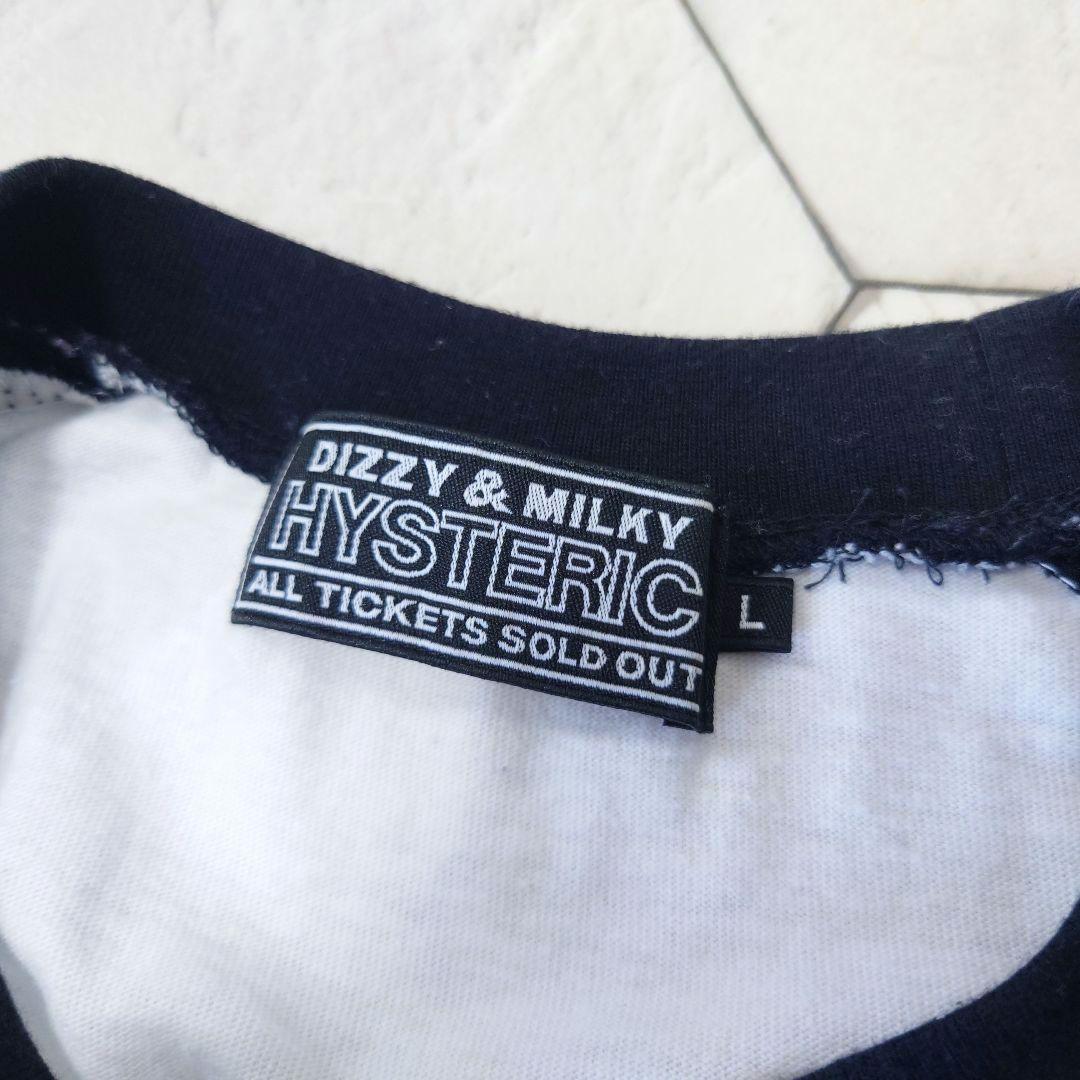 DIZZY & MILKY
HYSTERIC
ALL TICKETS SOLD OUT
L